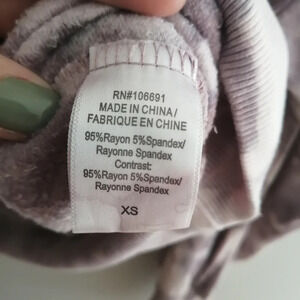 RN#106691
MADE IN CHINA/
FABRIQUE EN CHINE
95%Rayon 5%Spandex/
Rayonne Spandex
Contrast:
95%Rayon 5%Spandex/
Rayonne Spandex
XS